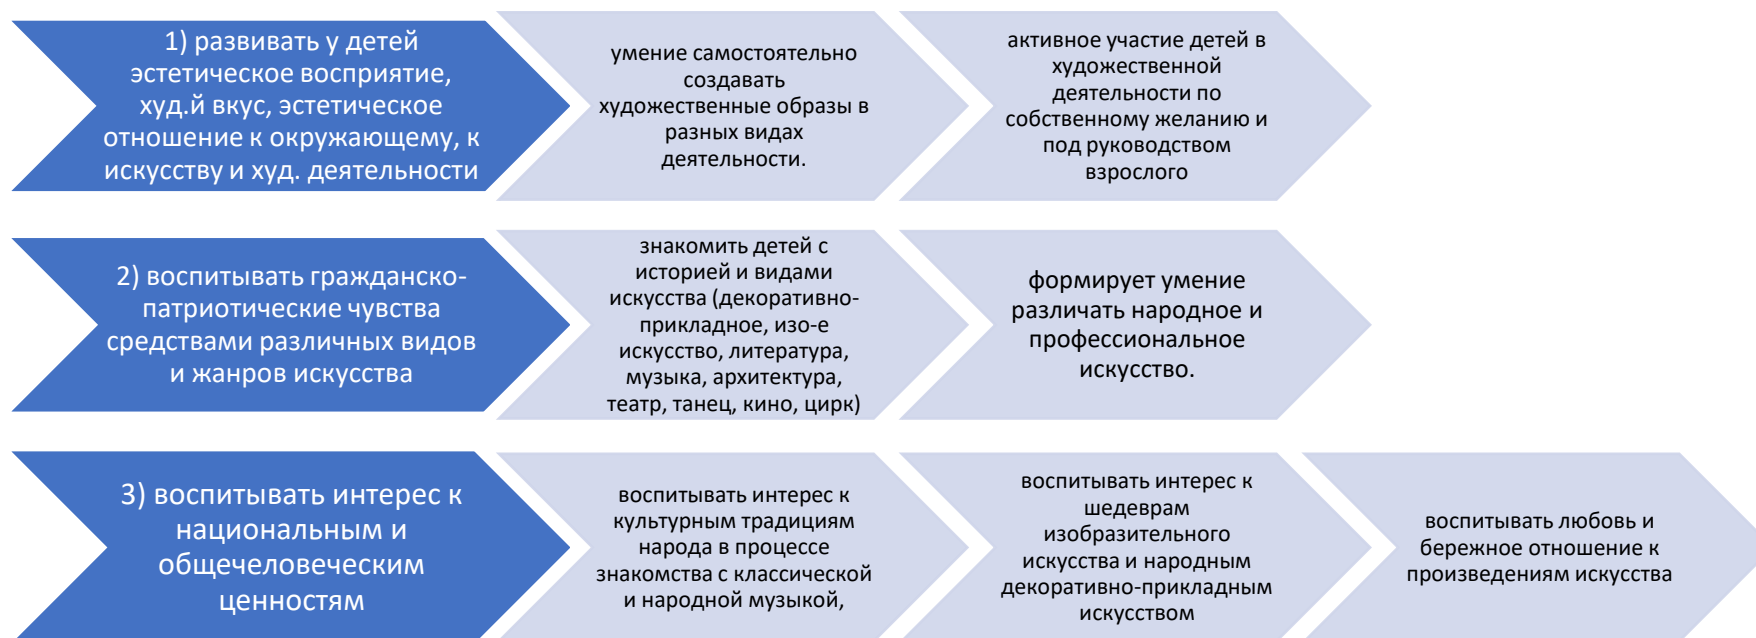 1) развивать у детей
эстетическое восприятие,
худ.й вкус, эстетическое
отношение к окружающему, к
искусству и худ. деятельности
умение самостоятельно
создавать
художественные образы в
разных видах
деятельности.
активное участие детей в
художественной
деятельности по
собственному желанию и
под руководством
взрослого
2) воспитывать гражданско-
патриотические чувства
средствами различных видов
и жанров искусства
знакомить детей с
историей и видами
искусства (декоративно-
прикладное, изо-е
искусство, литература,
музыка, архитектура,
театр, танец, кино, цирк)
формирует умение
различать народное и
профессиональное
искусство.
3) воспитывать интерес к
национальным и
общечеловеческим
ценностям
воспитывать интерес к
культурным традициям
народа в процессе
знакомства с классической
и народной музыкой,
воспитывать интерес к
шедеврам
изобразительного
искусства и народным
декоративно-прикладным
искусством
воспитывать любовь и
бережное отношение к
произведениям искусства